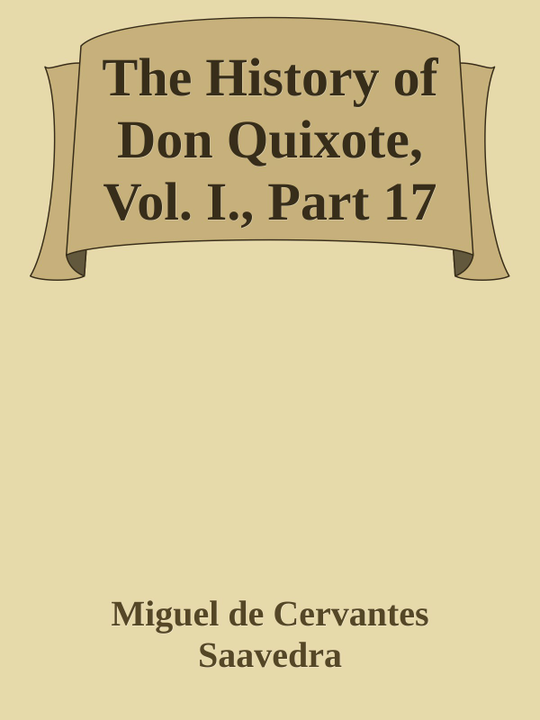 The History of
Don Quixote,
Vol. I., Part 17
Miguel de Cervantes
Saavedra